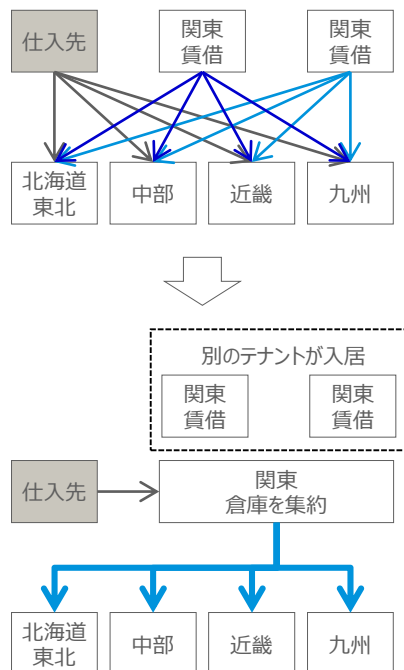 仕入先
関東
賃借
関東
賃借
北海道
東北
中部
近畿
九州
別のテナントが入居
関東
賃借
関東
賃借
仕入先
関東
倉庫を集約
北海道
東北
中部
近畿
九州